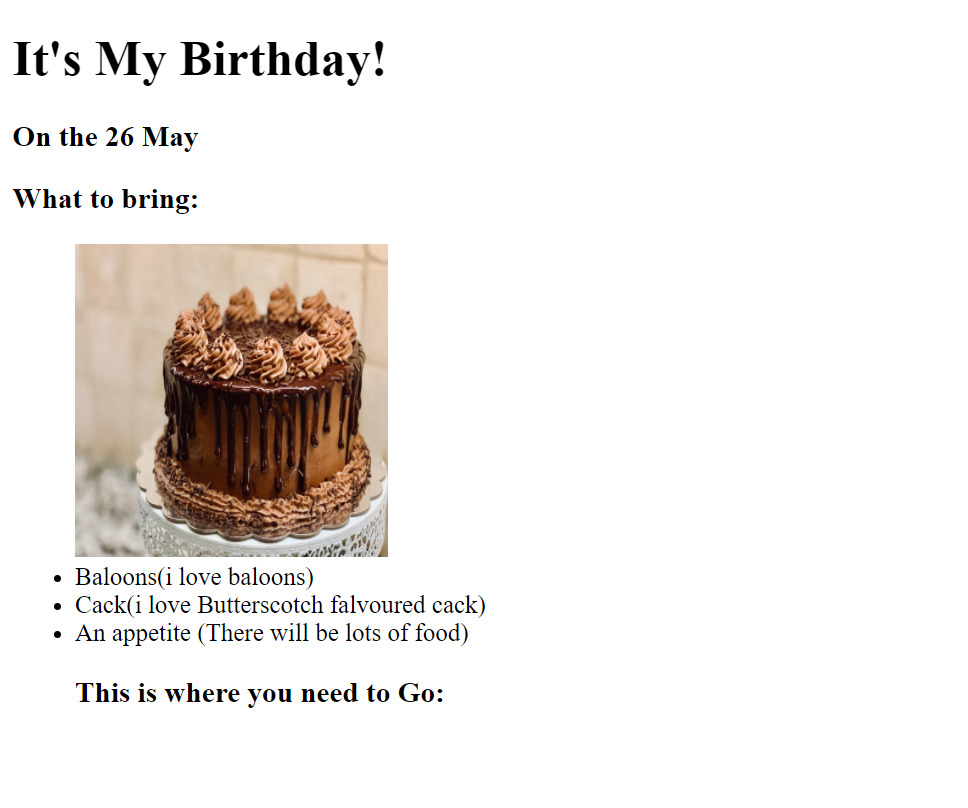 It's My Birthday!
On the 26 May
What to bring:
Baloons(i love baloons)
Cack(i love Butterscotch falvoured cack)
An appetite (There will be lots of food)
This is where you need to Go: